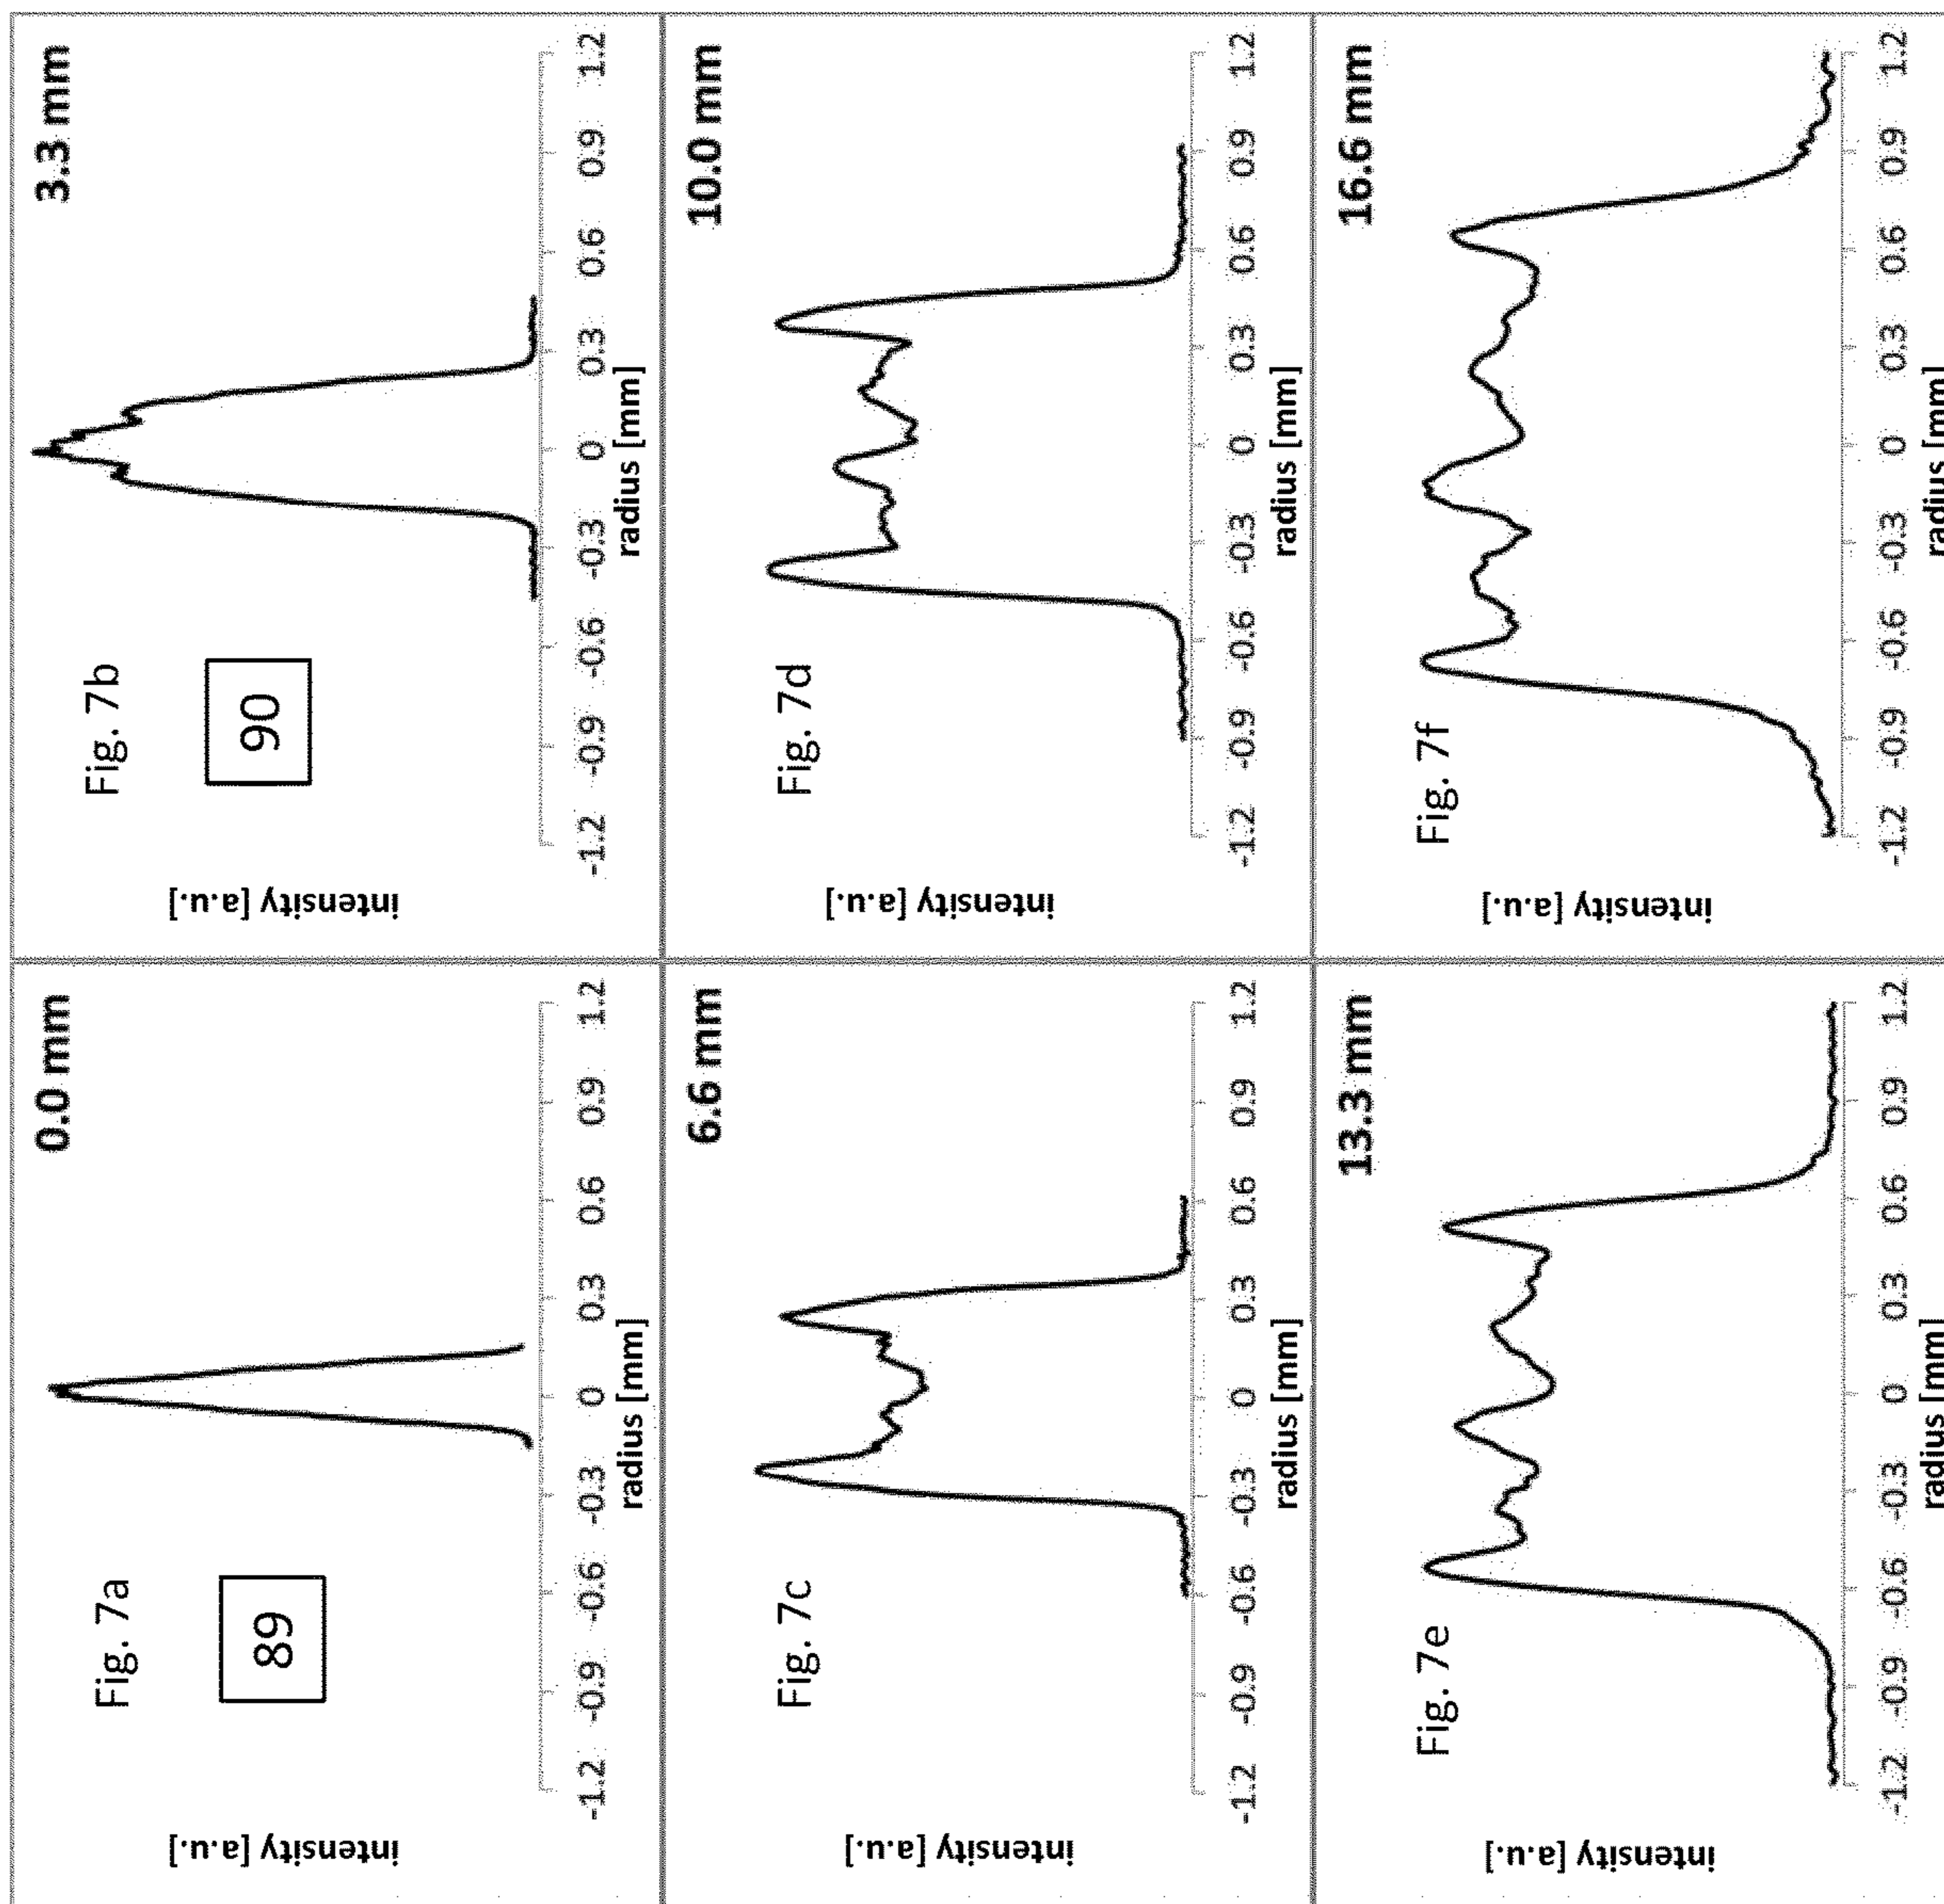 Fig. 7a
0.0 mm
89
intensity [a.u.]
-1.2 -0.9 -0.6 -0.3 0 0.3 0.6 0.9 1.2
radius [mm]
Fig. 7b
3.3 mm
90
intensity [a.u.]
-1.2 -0.9 -0.6 -0.3 0 0.3 0.6 0.9 1.2
radius [mm]
6.6 mm
Fig. 7c
intensity [a.u.]
-1.2 -0.9 -0.6 -0.3 0 0.3 0.6 0.9 1.2
radius [mm]
10.0 mm
Fig. 7d
intensity [a.u.]
-1.2 -0.9 -0.6 -0.3 0 0.3 0.6 0.9 1.2
radius [mm]
13.3 mm
Fig. 7e
intensity [a.u.]
-1.2 -0.9 -0.6 -0.3 0 0.3 0.6 0.9 1.2
radius [mm]
16.6 mm
Fig. 7f
intensity [a.u.]
-1.2 -0.9 -0.6 -0.3 0 0.3 0.6 0.9 1.2
radius [mm]